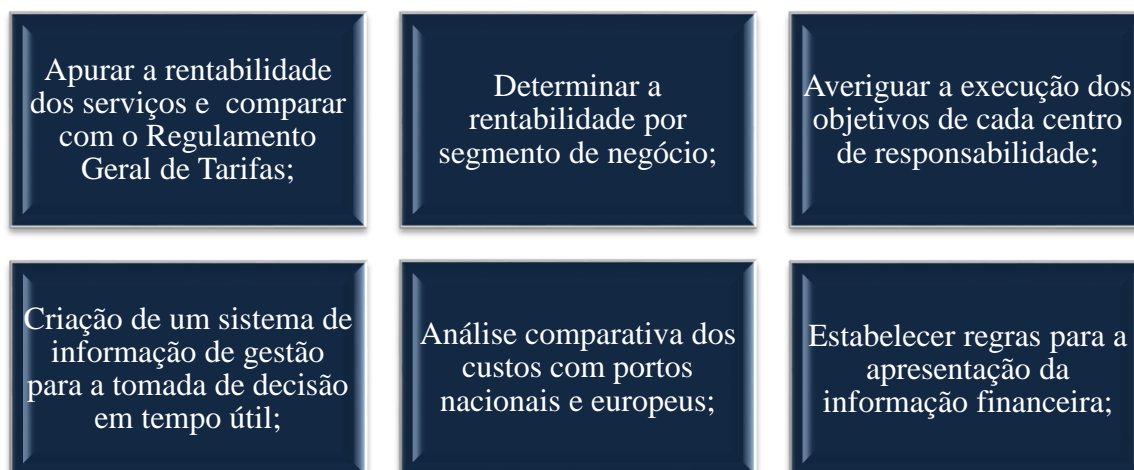 Apurar a rentabilidade
dos serviços e comparar
com o Regulamento
Geral de Tarifas;
Determinar a
rentabilidade por
segmento de negócio;
Averiguar a execução dos
objetivos de cada centro
de responsabilidade;
Criação de um sistema de
informação de gestão
para a tomada de decisão
em tempo útil;
Análise comparativa dos
custos com portos
nacionais e europeus;
Estabelecer regras para a
apresentação da
informação financeira;